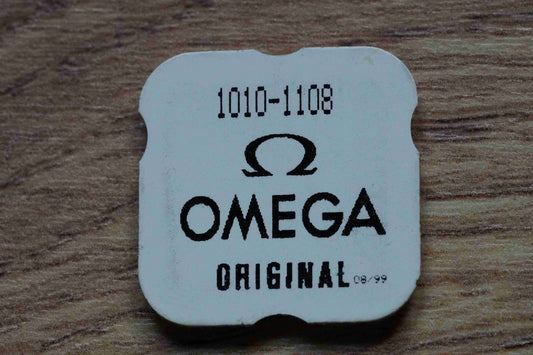 1010-1108
Ω
OMEGA
ORIGINAL 08/99